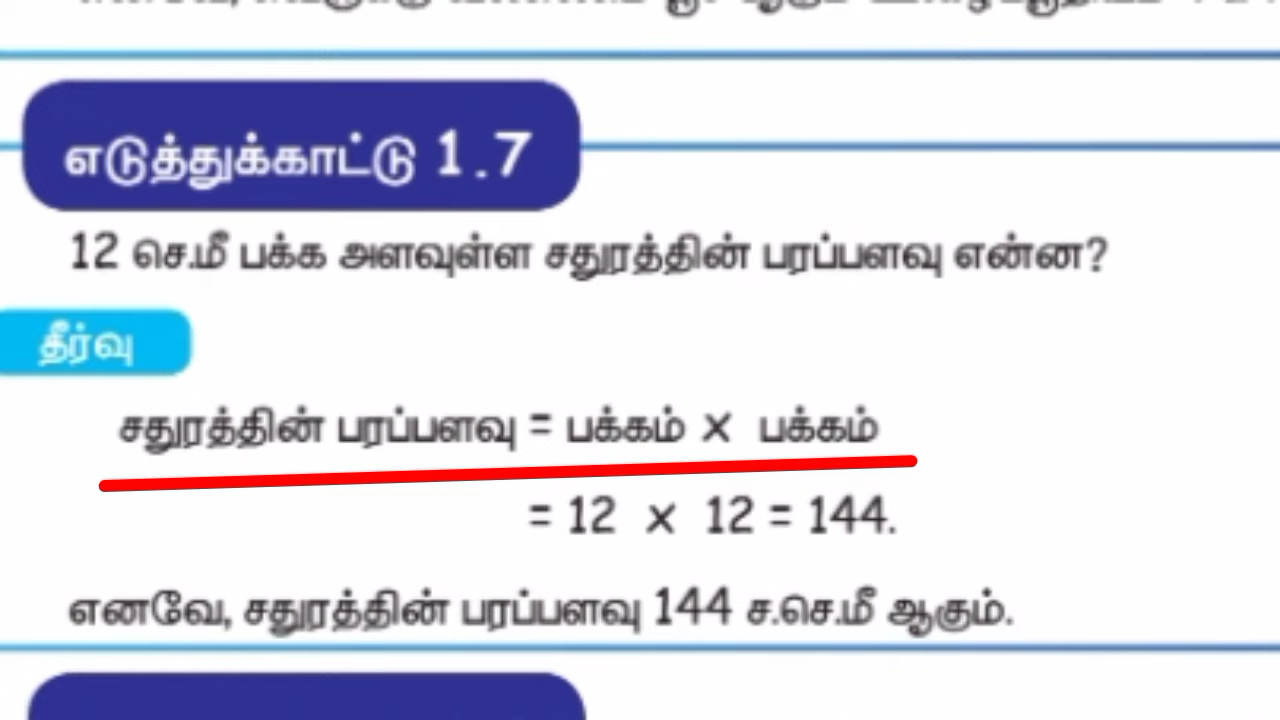 எடுத்துக்காட்டு 1.7
12 செ.மீ பக்க அளவுள்ள சதுரத்தின் பரப்பளவு என்ன?
தீர்வு
சதுரத்தின் பரப்பளவு = பக்கம் x பக்கம்
= 12 x 12 = 144.
எனவே, சதுரத்தின் பரப்பளவு 144 ச.செ.மீ ஆகும்.